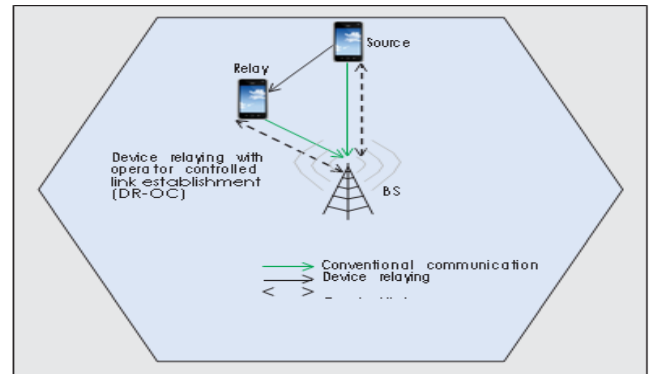 Source
Relay
Device relaying with
operator controlled
link establishment
(DR-OC)
BS
Conventional communication
Device relaying